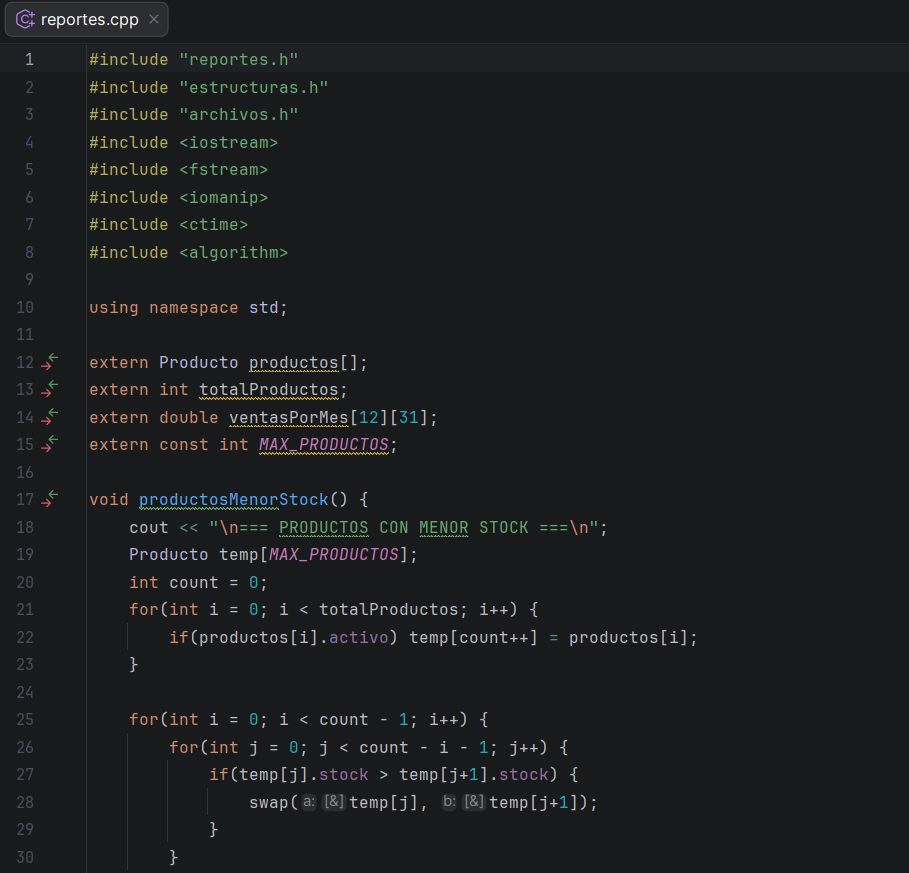 reportes.cpp ×
1 #include "reportes.h"
2 #include "estructuras.h"
3 #include "archivos.h"
4 #include <iostream>
5 #include <fstream>
6 #include <iomanip>
7 #include <ctime>
8 #include <algorithm>
9
10 using namespace std;
11
12 extern Producto productos[];
13 extern int totalProductos;
14 extern double ventasPorMes[12][31];
15 extern const int MAX_PRODUCTOS;
16
17 void productosMenorStock() {
18     cout << "\n=== PRODUCTOS CON MENOR STOCK ===\n";
19     Producto temp[MAX_PRODUCTOS];
20     int count = 0;
21     for(int i = 0; i < totalProductos; i++) {
22         if(productos[i].activo) temp[count++] = productos[i];
23     }
24
25     for(int i = 0; i < count - 1; i++) {
26         for(int j = 0; j < count - i - 1; j++) {
27             if(temp[j].stock > temp[j+1].stock) {
28                 swap(a: [&]temp[j], b: [&]temp[j+1]);
29             }
30         }